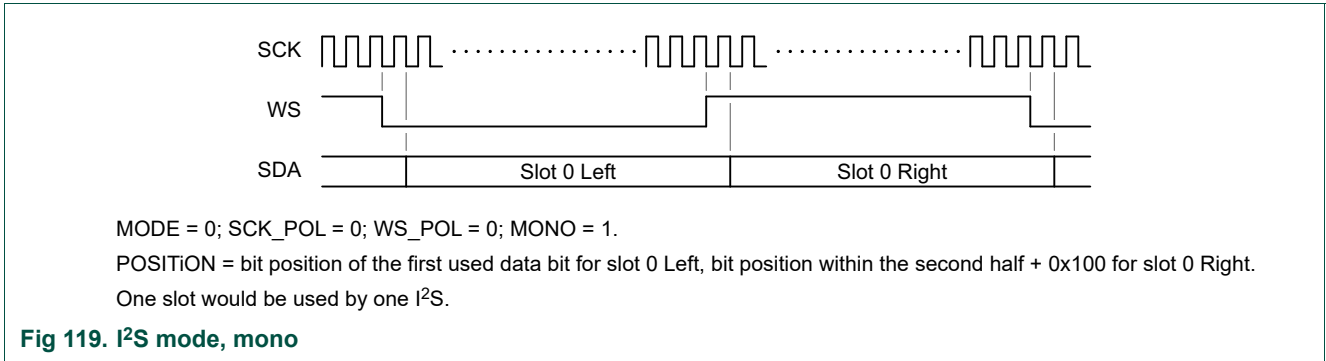 SCK
WS
SDA
Slot 0 Left
Slot 0 Right
MODE = 0; SCK_POL = 0; WS_POL = 0; MONO = 1.
POSITiON = bit position of the first used data bit for slot 0 Left, bit position within the second half + 0x100 for slot 0 Right.
One slot would be used by one I²S.
Fig 119. I²S mode, mono